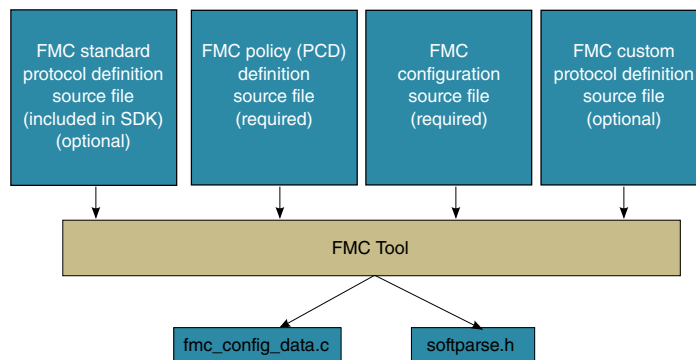 FMC standard
protocol definition
source file
(included in SDK)
(optional)
FMC policy (PCD)
definition
source file
(required)
FMC
configuration
source file
(required)
FMC custom
protocol definition
source file
(optional)
FMC Tool
fmc_config_data.c
softparse.h